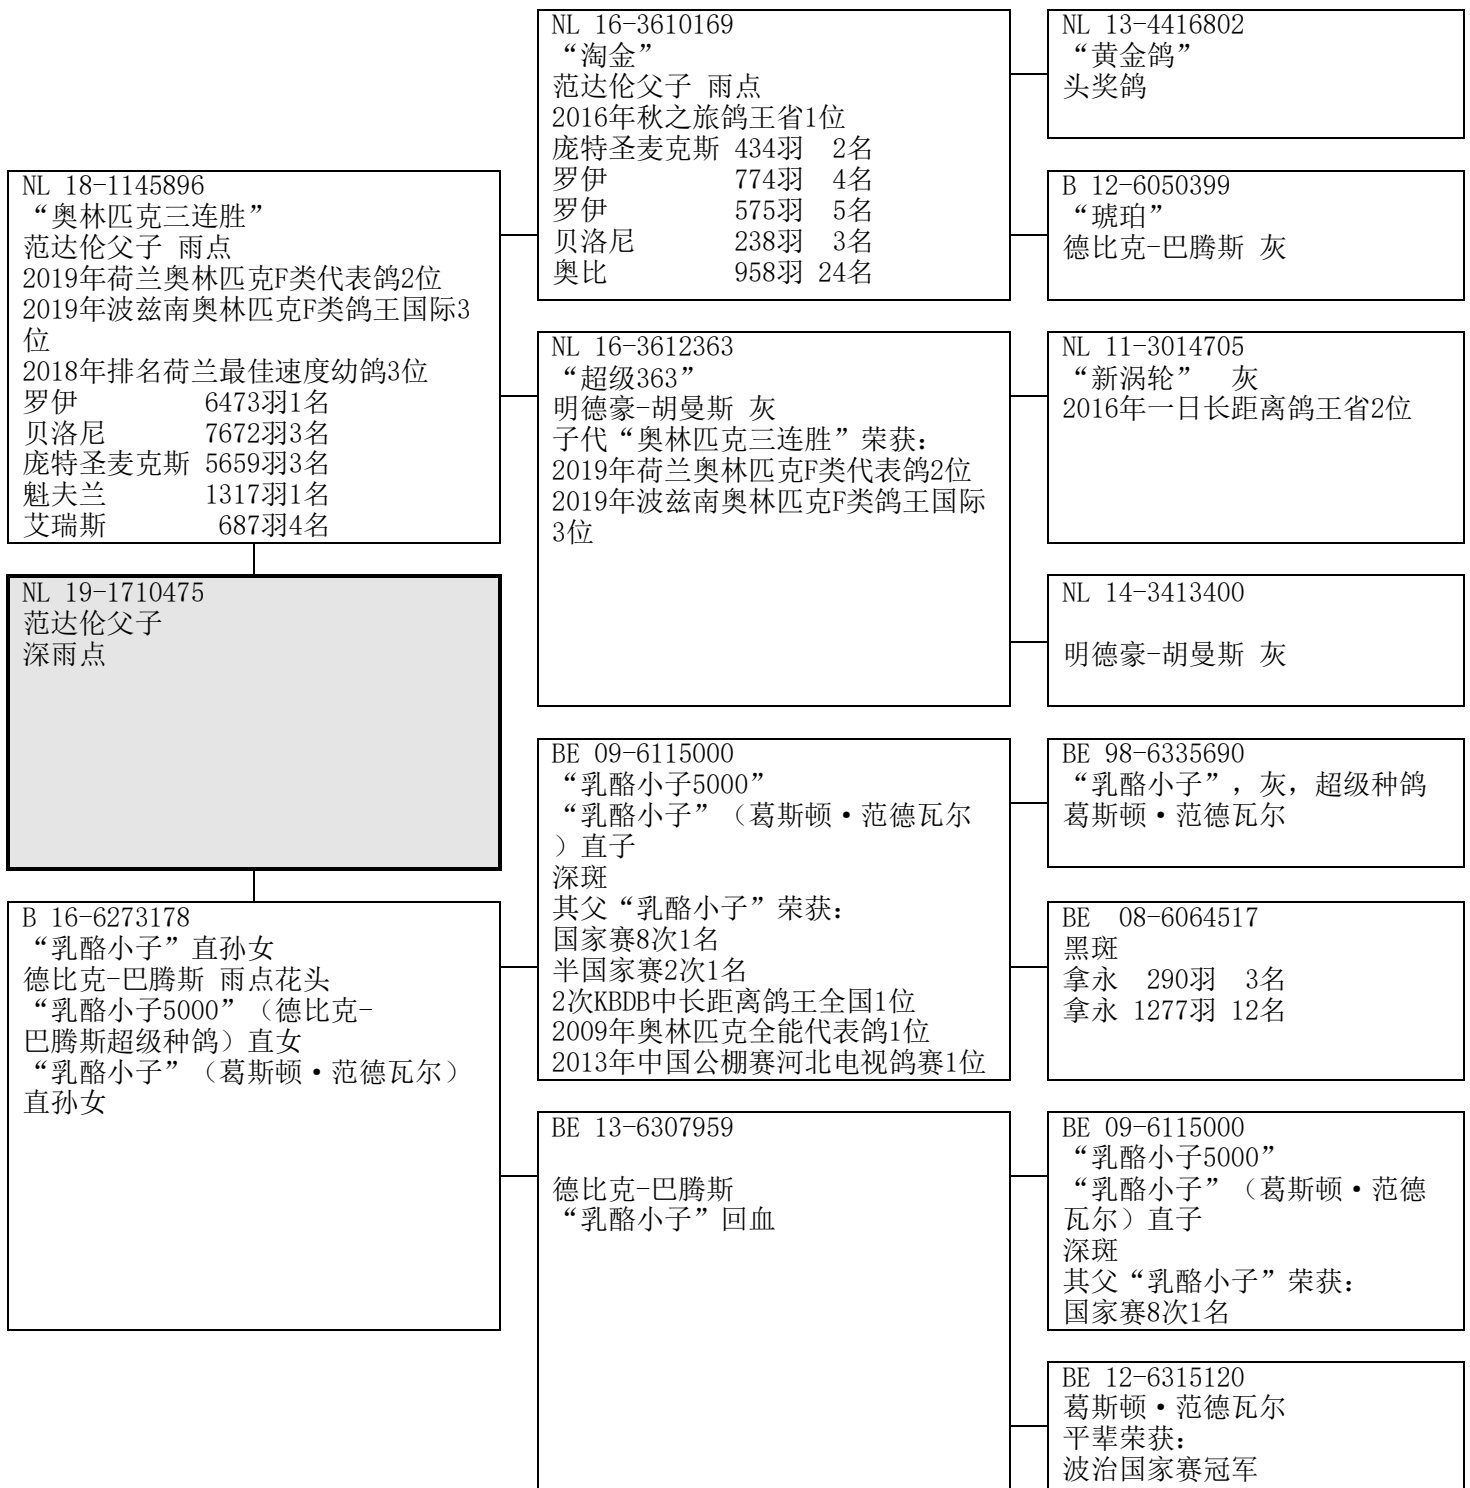 NL 18-1145896
“奥林匹克三连胜”
范达伦父子 雨点
2019年荷兰奥林匹克F类代表鸽2位
2019年波兹南奥林匹克F类鸽王国际3
位
2018年排名荷兰最佳速度幼鸽3位
罗伊 6473羽1名
贝洛尼 7672羽3名
庞特圣麦克斯 5659羽3名
魁夫兰 1317羽1名
艾瑞斯 687羽4名
NL 19-1710475
范达伦父子
深雨点
B 16-6273178
“乳酪小子”直孙女
德比克-巴腾斯 雨点花头
“乳酪小子5000”（德比克-
巴腾斯超级种鸽）直女
“乳酪小子”（葛斯顿·范德瓦尔）
直孙女
NL 16-3610169
“淘金”
范达伦父子 雨点
2016年秋之旅鸽王省1位
庞特圣麦克斯 434羽 2名
罗伊 774羽 4名
罗伊 575羽 5名
贝洛尼 238羽 3名
奥比 958羽 24名
NL 16-3612363
“超级363”
明德豪-胡曼斯 灰
子代“奥林匹克三连胜”荣获：
2019年荷兰奥林匹克F类代表鸽2位
2019年波兹南奥林匹克F类鸽王国际
3位
BE 09-6115000
“乳酪小子5000”
“乳酪小子”（葛斯顿·范德瓦尔
）直子
深斑
其父“乳酪小子”荣获：
国家赛8次1名
半国家赛2次1名
2次KBDB中长距离鸽王全国1位
2009年奥林匹克全能代表鸽1位
2013年中国公棚赛河北电视鸽赛1位
BE 13-6307959
德比克-巴腾斯
“乳酪小子”回血
NL 13-4416802
“黄金鸽”
头奖鸽
B 12-6050399
“琥珀”
德比克-巴腾斯 灰
NL 11-3014705
“新涡轮” 灰
2016年一日长距离鸽王省2位
NL 14-3413400
明德豪-胡曼斯 灰
BE 98-6335690
“乳酪小子”，灰，超级种鸽
葛斯顿·范德瓦尔
BE 08-6064517
黑斑
拿永 290羽 3名
拿永 1277羽 12名
BE 09-6115000
“乳酪小子5000”
“乳酪小子”（葛斯顿·范德
瓦尔）直子
深斑
其父“乳酪小子”荣获：
国家赛8次1名
BE 12-6315120
葛斯顿·范德瓦尔
平辈荣获：
波治国家赛冠军